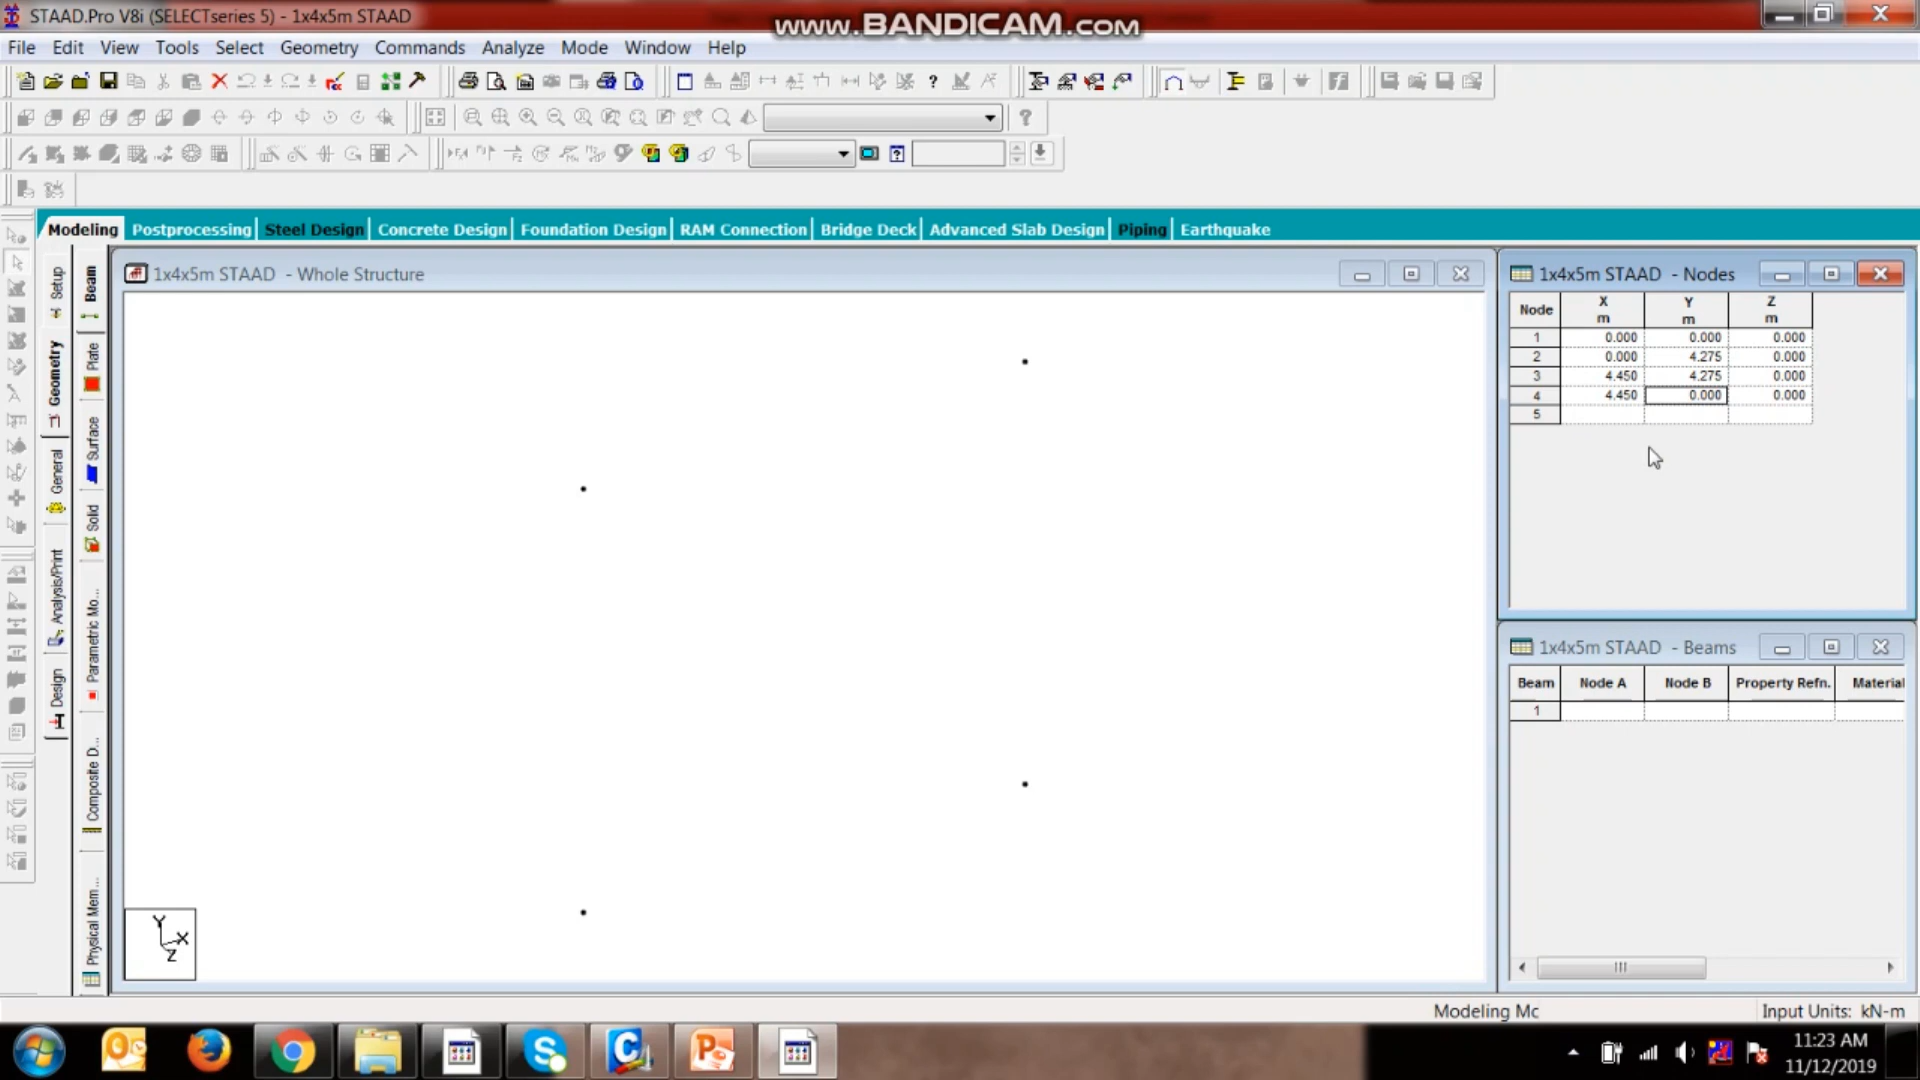 STAAD.Pro V8i (SELECTseries 5) - 1x4x5m STAAD
www.BANDICAM.com
File Edit View Tools Select Geometry Commands Analyze Mode Window Help
Modeling Postprocessing Steel Design Concrete Design Foundation Design RAM Connection Bridge Deck Advanced Slab Design Piping Earthquake
Setup
Geometry
General
Analysis/Print
Design
Beam
Plate
Surface
Solid
Parametric Mo...
Composite D...
Physical Mem...
1x4x5m STAAD - Whole Structure
Y
X
Z
1x4x5m STAAD - Nodes
Node X m Y m Z m
1 0.000 0.000 0.000
2 0.000 4.275 0.000
3 4.450 4.275 0.000
4 4.450 0.000 0.000
5
1x4x5m STAAD - Beams
Beam Node A Node B Property Refn. Material
1
Modeling Mc Input Units: kN-m
11:23 AM
11/12/2019